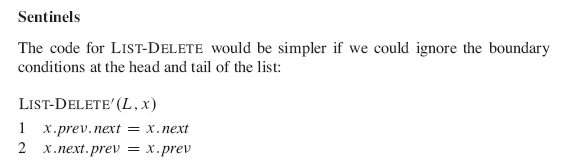 Sentinels
The code for LIST-DELETE would be simpler if we could ignore the boundary
conditions at the head and tail of the list:
LIST-DELETE′(L, x)
1 x.prev.next = x.next
2 x.next.prev = x.prev